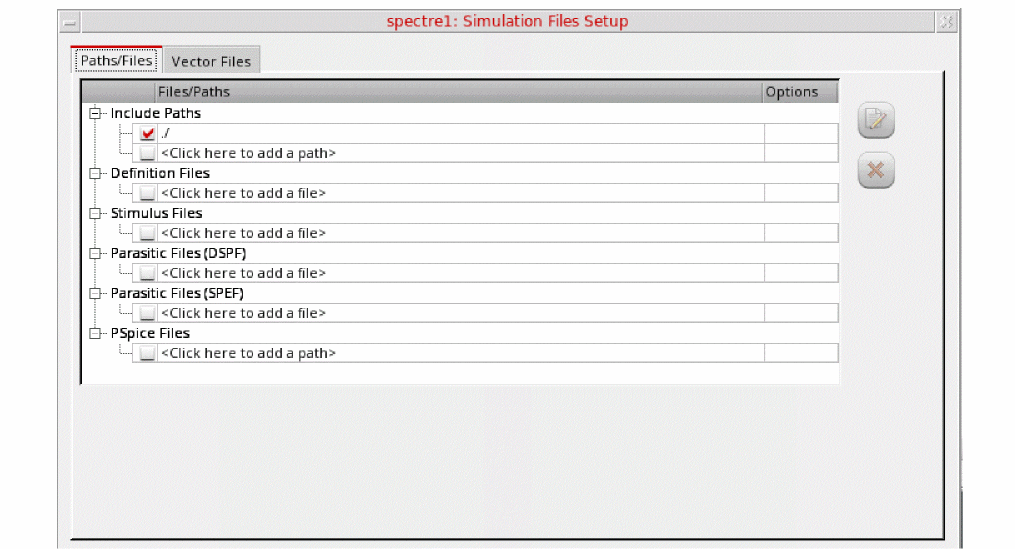 spectre1: Simulation Files Setup
Paths/Files
Vector Files
Files/Paths
Options
Include Paths
./
<Click here to add a path>
Definition Files
<Click here to add a file>
Stimulus Files
<Click here to add a file>
Parasitic Files (DSPF)
<Click here to add a file>
Parasitic Files (SPEF)
<Click here to add a file>
PSpice Files
<Click here to add a path>